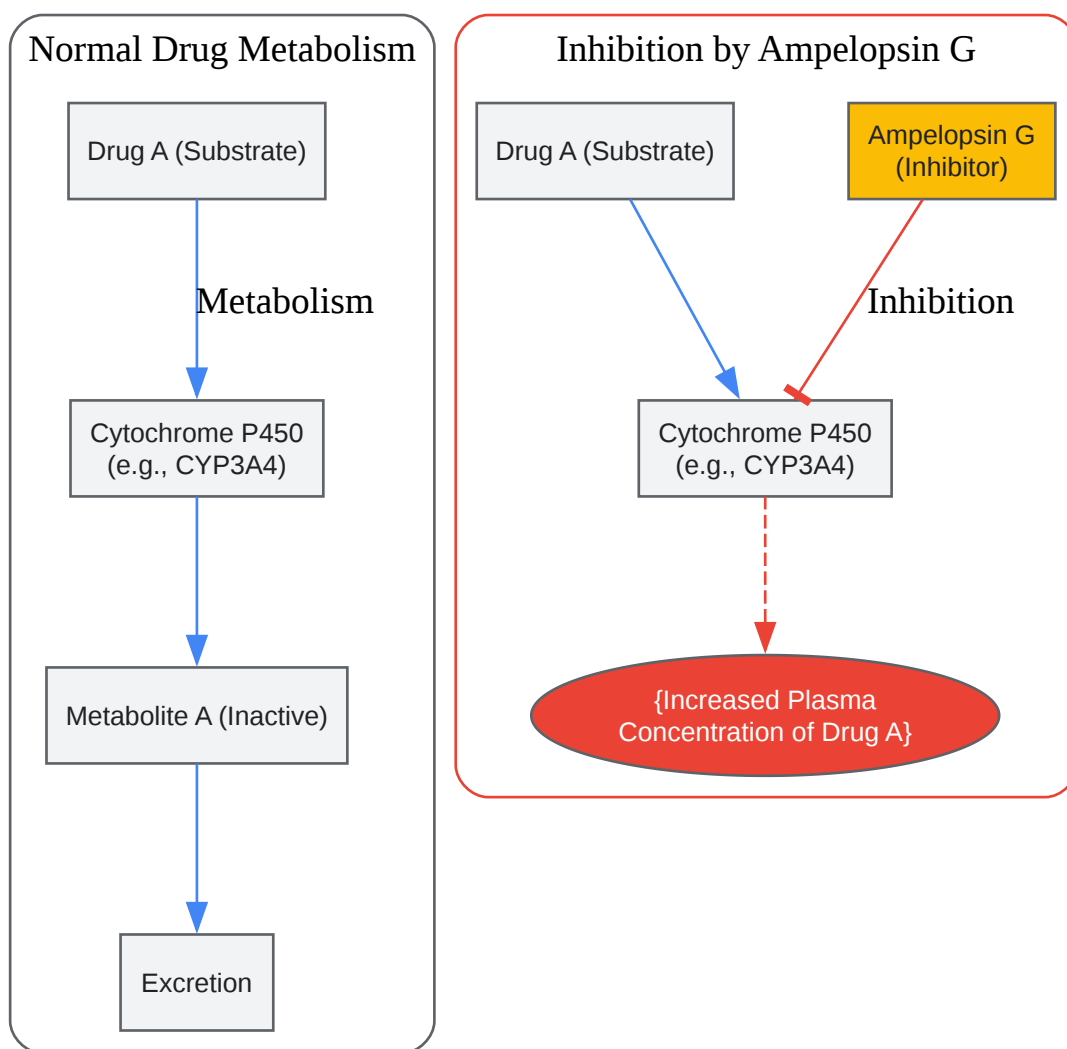 Normal Drug Metabolism
Drug A (Substrate)
Metabolism
Cytochrome P450
(e.g., CYP3A4)
Metabolite A (Inactive)
Excretion
Inhibition by Ampelopsin G
Drug A (Substrate)
Ampelopsin G
(Inhibitor)
Inhibition
Cytochrome P450
(e.g., CYP3A4)
{Increased Plasma
Concentration of Drug A}